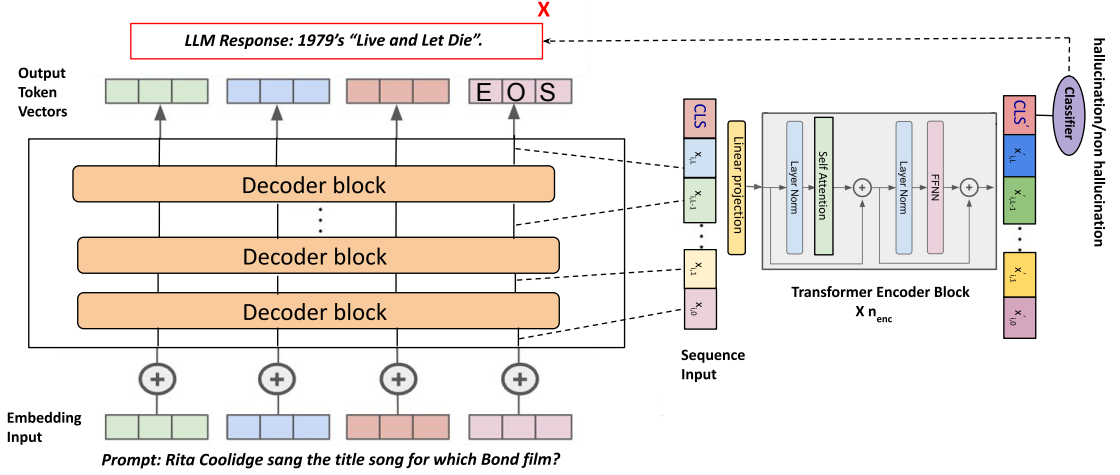 X
LLM Response: 1979's “Live and Let Die”.
Output
Token
Vectors
E O S
Decoder block
Decoder block
Decoder block
Embedding
Input
Prompt: Rita Coolidge sang the title song for which Bond film?
CLS
x_{i,L}
x_{i,L-1}
x_{i,1}
x_{i,0}
Sequence
Input
Linear projection
Layer Norm
Self Attention
Layer Norm
FFNN
Transformer Encoder Block
X n_{enc}
CLS′
x′_{i,L}
x′_{i,L-1}
x′_{i,1}
x′_{i,0}
Classifier
hallucination/non hallucination